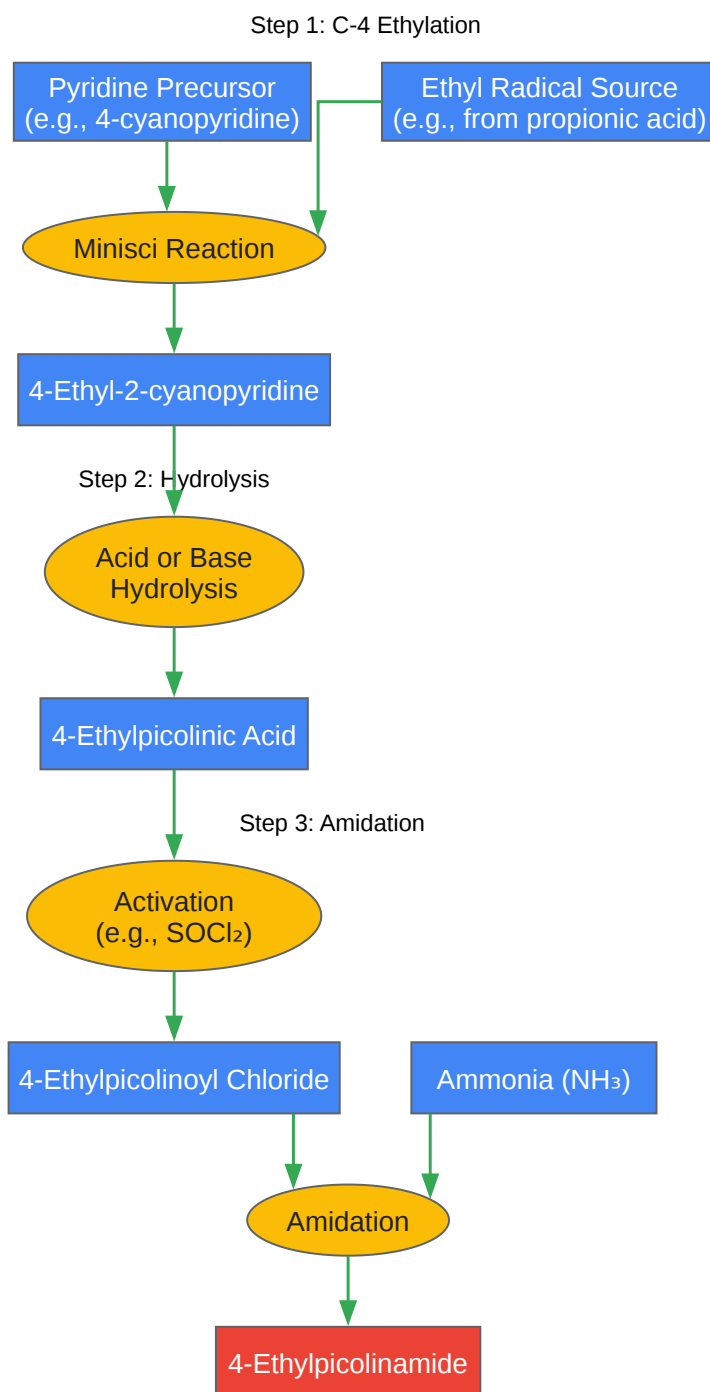 Step 1: C-4 Ethylation
Pyridine Precursor
(e.g., 4-cyanopyridine)
Ethyl Radical Source
(e.g., from propionic acid)
Minisci Reaction
4-Ethyl-2-cyanopyridine
Step 2: Hydrolysis
Acid or Base
Hydrolysis
4-Ethylpicolinic Acid
Step 3: Amidation
Activation
(e.g., SOCl₂)
4-Ethylpicolinoyl Chloride
Ammonia (NH₃)
Amidation
4-Ethylpicolinamide